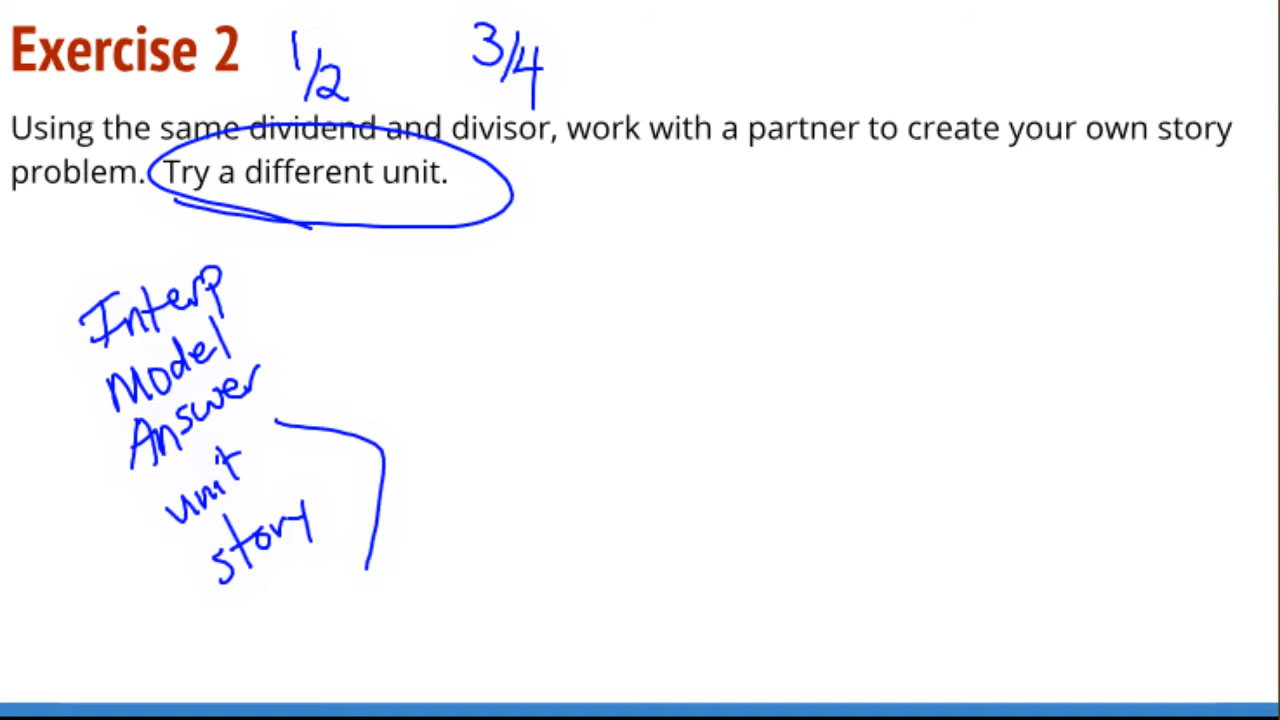 Exercise 2 1/2 3/4
Using the same dividend and divisor, work with a partner to create your own story
problem. Try a different unit.
Interp
Model
Answer
unit
story